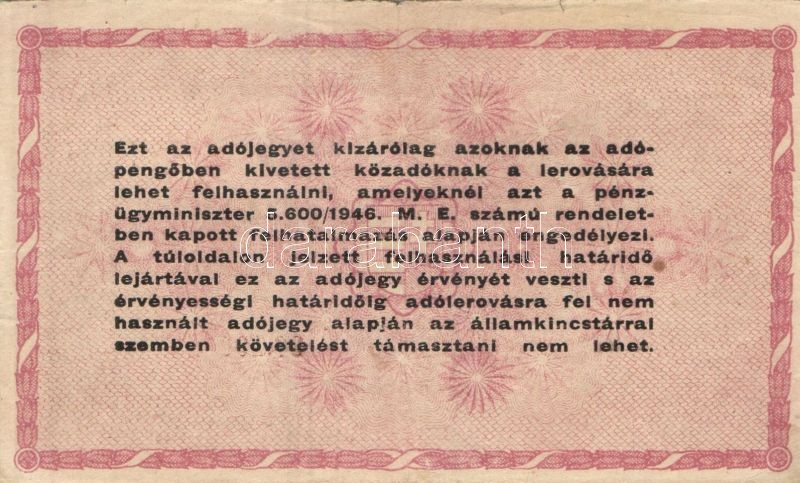 Ezt az adójegyet kizárólag azoknak az adó-
pengőben kivetett közadóknak a lerovására
lehet felhasználni, amelyeknél azt a pénz-
ügyminiszter 5.600/1946. M. E. számú rendelet-
ben kapott felhatalmazás alapján engedélyezi.
A túloldalon jelzett felhasználási határidő
lejártával ez az adójegy érvényét veszti s az
érvényességi határidőig adólerovásra fel nem
használt adójegy alapján az államkincstárral
szemben követelést támasztani nem lehet.
darabanth